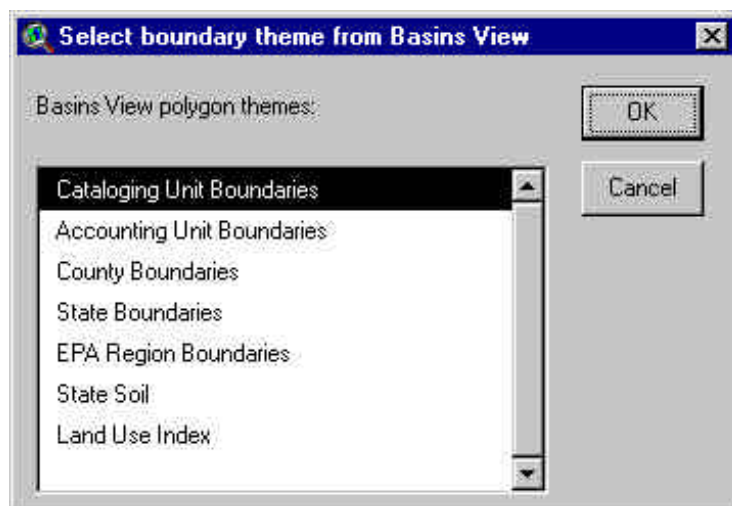 Select boundary theme from Basins View
Basins View polygon themes:
OK
Cancel
Cataloging Unit Boundaries
Accounting Unit Boundaries
County Boundaries
State Boundaries
EPA Region Boundaries
State Soil
Land Use Index